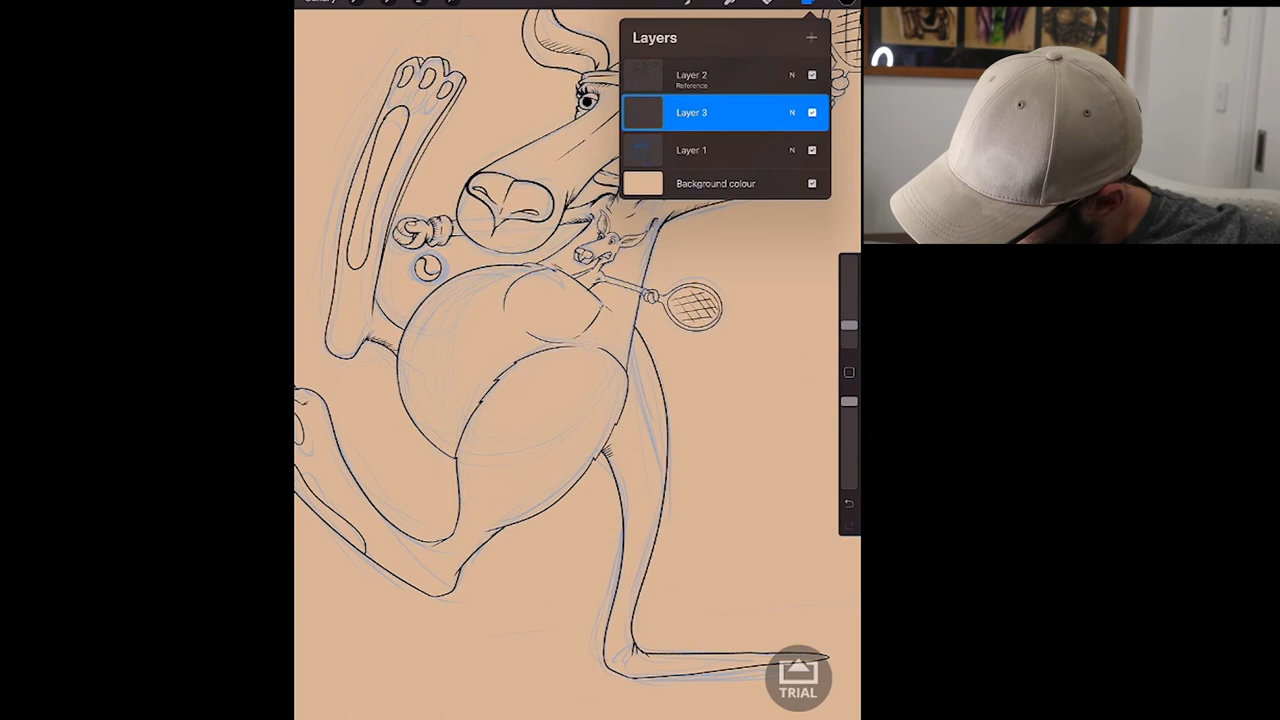 Layers
Layer 2 N
Reference
Layer 3 N
Layer 1 N
Background colour
TRIAL